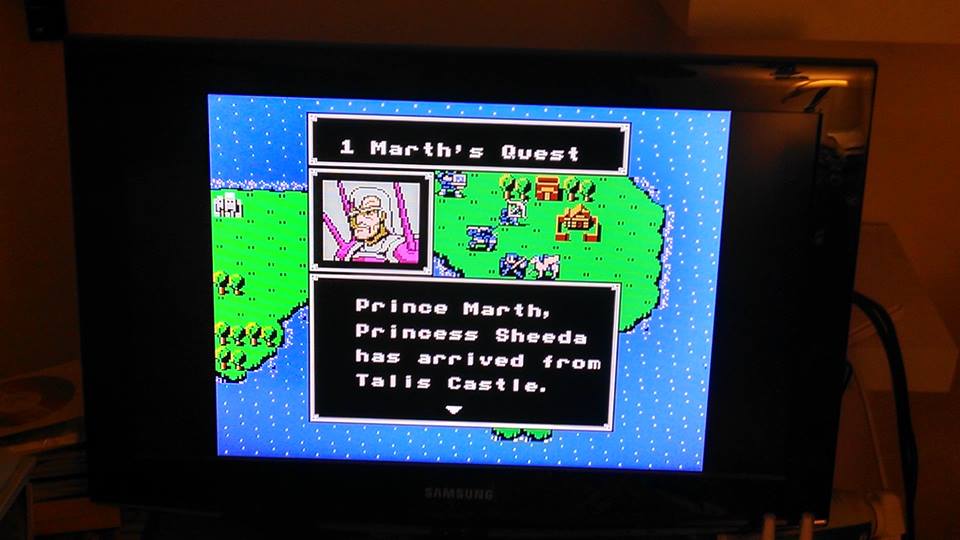 1 Marth's Quest
Prince Marth,
Princess Sheeda
has arrived from
Talis Castle.
SAMSUNG